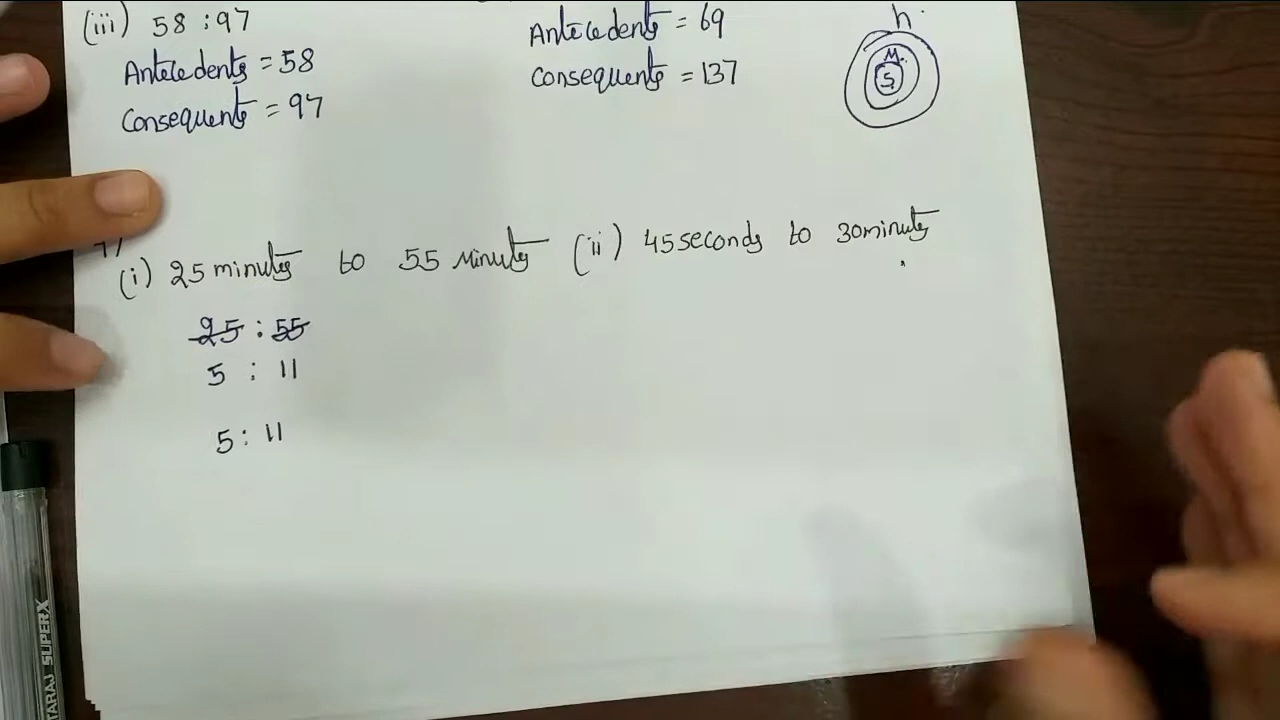 (iii) 58 : 97
Antecedents = 58
Consequents = 97
Antecedents = 69
Consequents = 137
h.
M.
S
(i) 25 minutes to 55 Minutes (ii) 45 seconds to 30 minutes
25 : 55
5 : 11
5 : 11
TARAJ SUPERX